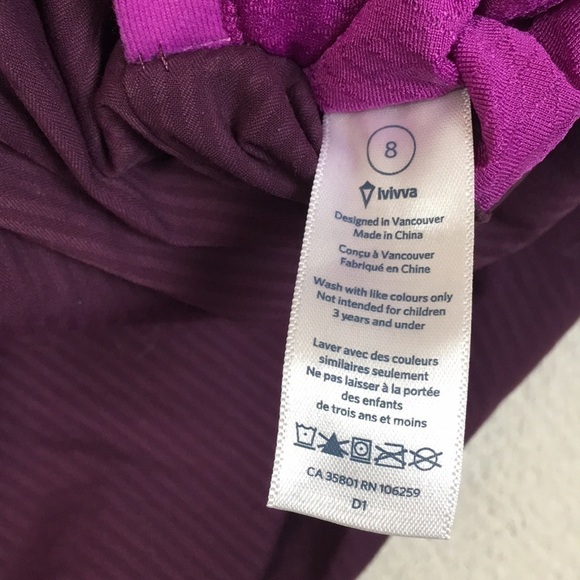 8
ivivva
Designed in Vancouver
Made in China
Conçu à Vancouver
Fabriqué en Chine
Wash with like colours only
Not intended for children
3 years and under
Laver avec des couleurs
similaires seulement
Ne pas laisser à la portée
des enfants
de trois ans et moins
CA 35801 RN 106259
D1